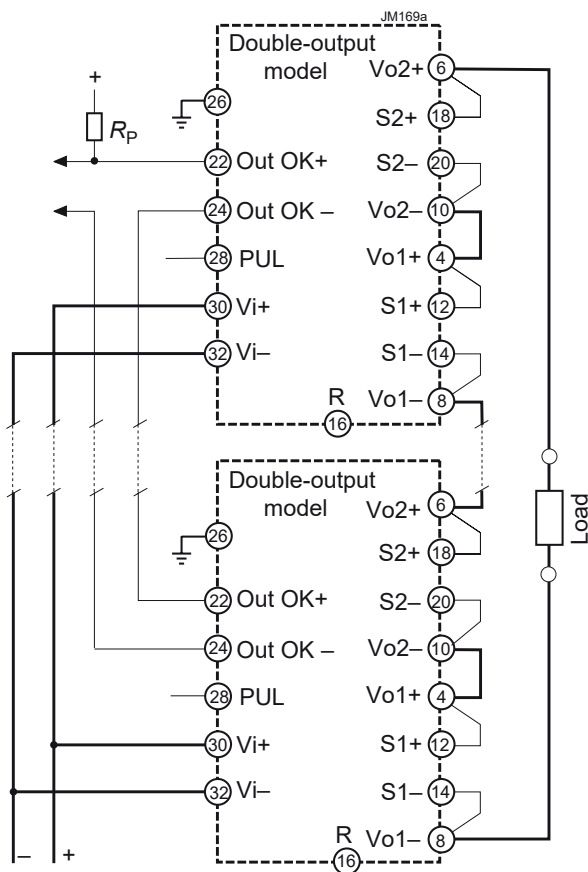 JM169a
Double-output
model
Vo2+
6
26
S2+
18
+
RP
22
Out OK+
S2–
20
24
Out OK –
Vo2–
10
28
PUL
Vo1+
4
30
Vi+
S1+
12
32
Vi–
S1–
14
R
16
Vo1–
8
Double-output
model
Vo2+
6
26
S2+
18
Load
22
Out OK+
S2–
20
24
Out OK –
Vo2–
10
28
PUL
Vo1+
4
30
Vi+
S1+
12
32
Vi–
S1–
14
R
16
Vo1–
8
– +